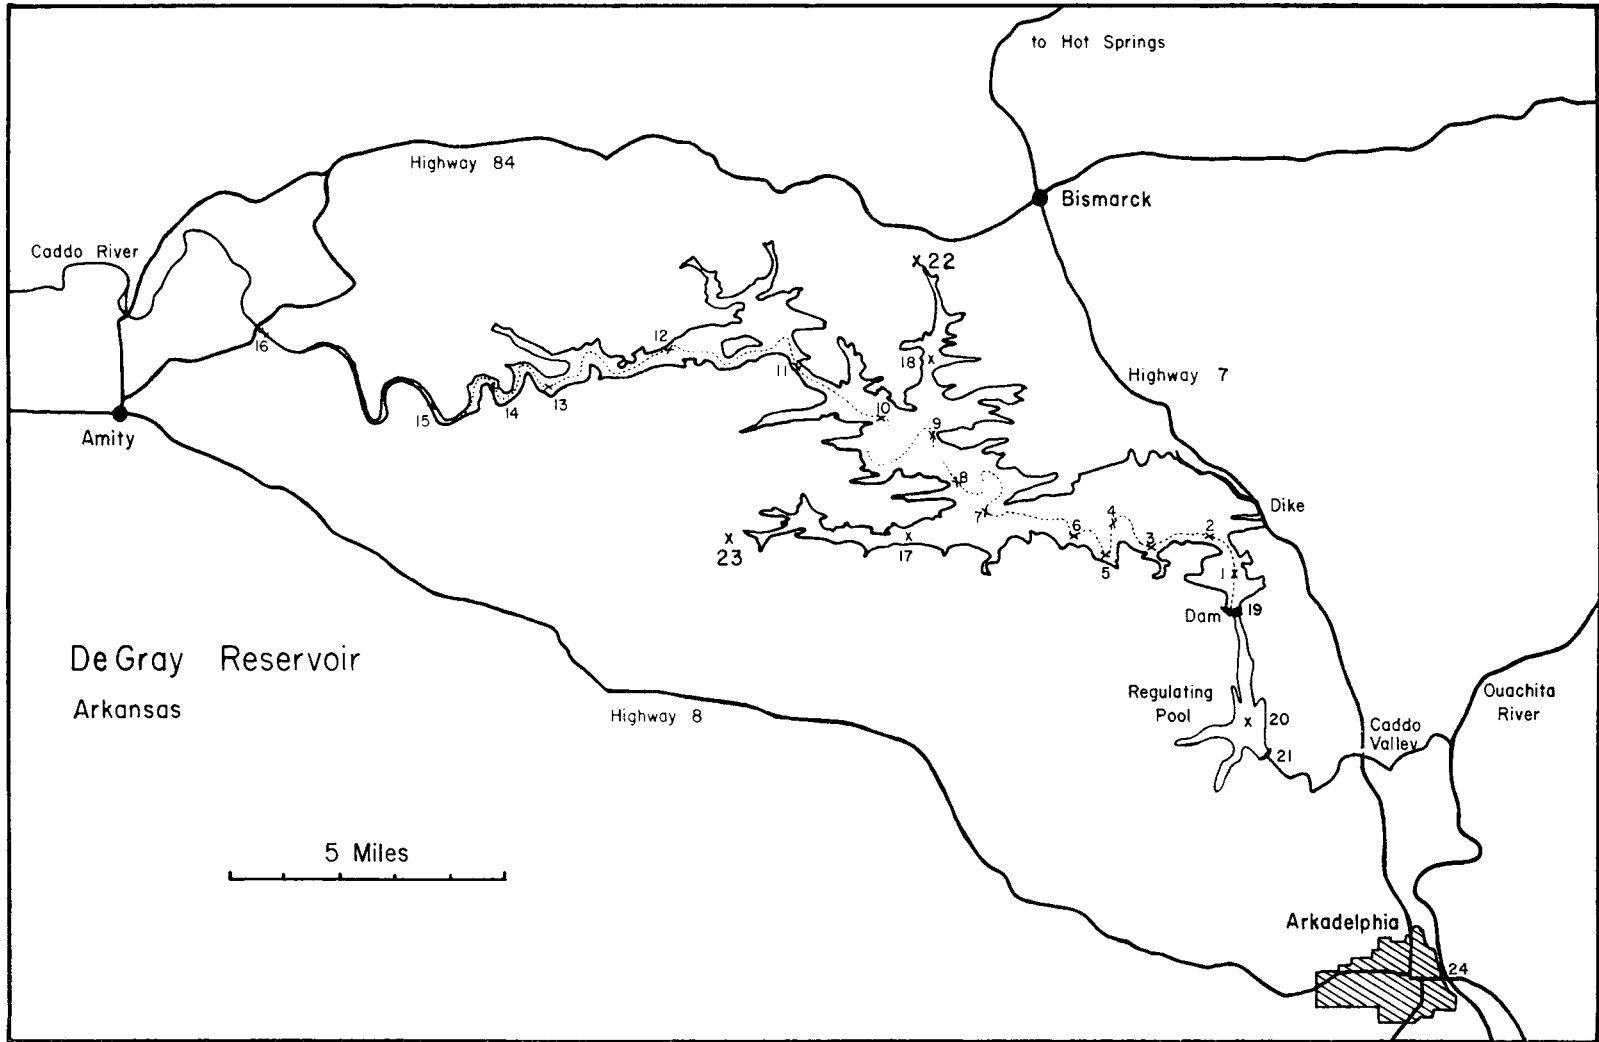 to Hot Springs
Highway 84
Bismarck
Caddo River
22
12
16
18
11
Highway 7
15
14
13
10
9
Amity
8
Dike
7
4
6
2
3
23
17
5
1
Dam
19
De Gray Reservoir
Arkansas
Regulating
Pool
Ouachita
River
Highway 8
20
Caddo
Valley
21
5 Miles
Arkadelphia
24